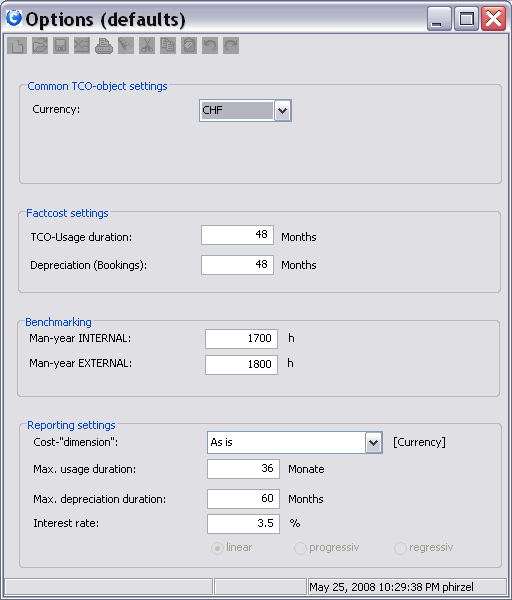 Options (defaults)
Common TCO-object settings
Currency: CHF
Factcost settings
TCO-Usage duration: 48 Months
Depreciation (Bookings): 48 Months
Benchmarking
Man-year INTERNAL: 1700 h
Man-year EXTERNAL: 1800 h
Reporting settings
Cost-"dimension": As is [Currency]
Max. usage duration: 36 Monate
Max. depreciation duration: 60 Months
Interest rate: 3.5 %
linear progressiv regressiv
May 25, 2008 10:29:38 PM phirzel